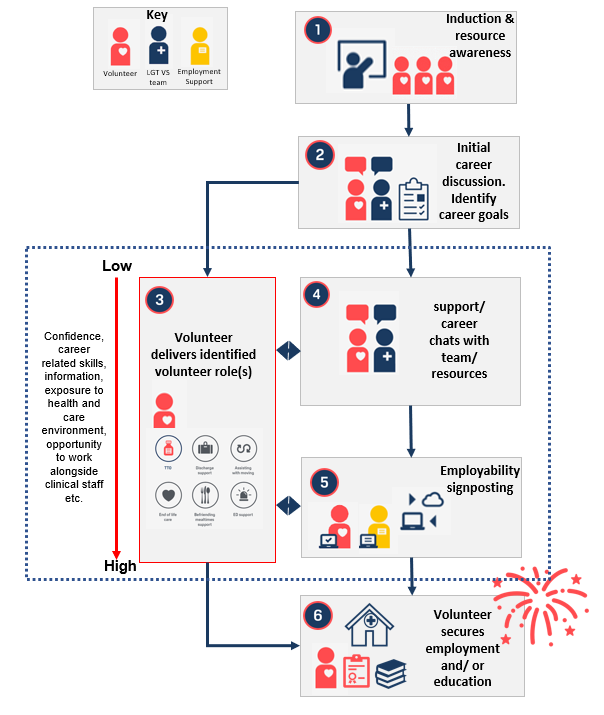 Key
Volunteer
LGT VS
team
Employment
Support
1
Induction &
resource
awareness
2
Initial
career
discussion.
Identify
career goals
Low
Confidence,
career
related skills,
information,
exposure to
health and
care
environment,
opportunity
to work
alongside
clinical staff
etc.
High
3
Volunteer
delivers identified
volunteer role(s)
TTO
Discharge
support
Assisting
with moving
End of life
care
Befriending
mealtimes
support
ED support
4
support/
career
chats with
team/
resources
5
Employability
signposting
6
Volunteer
secures
employment
and/ or
education